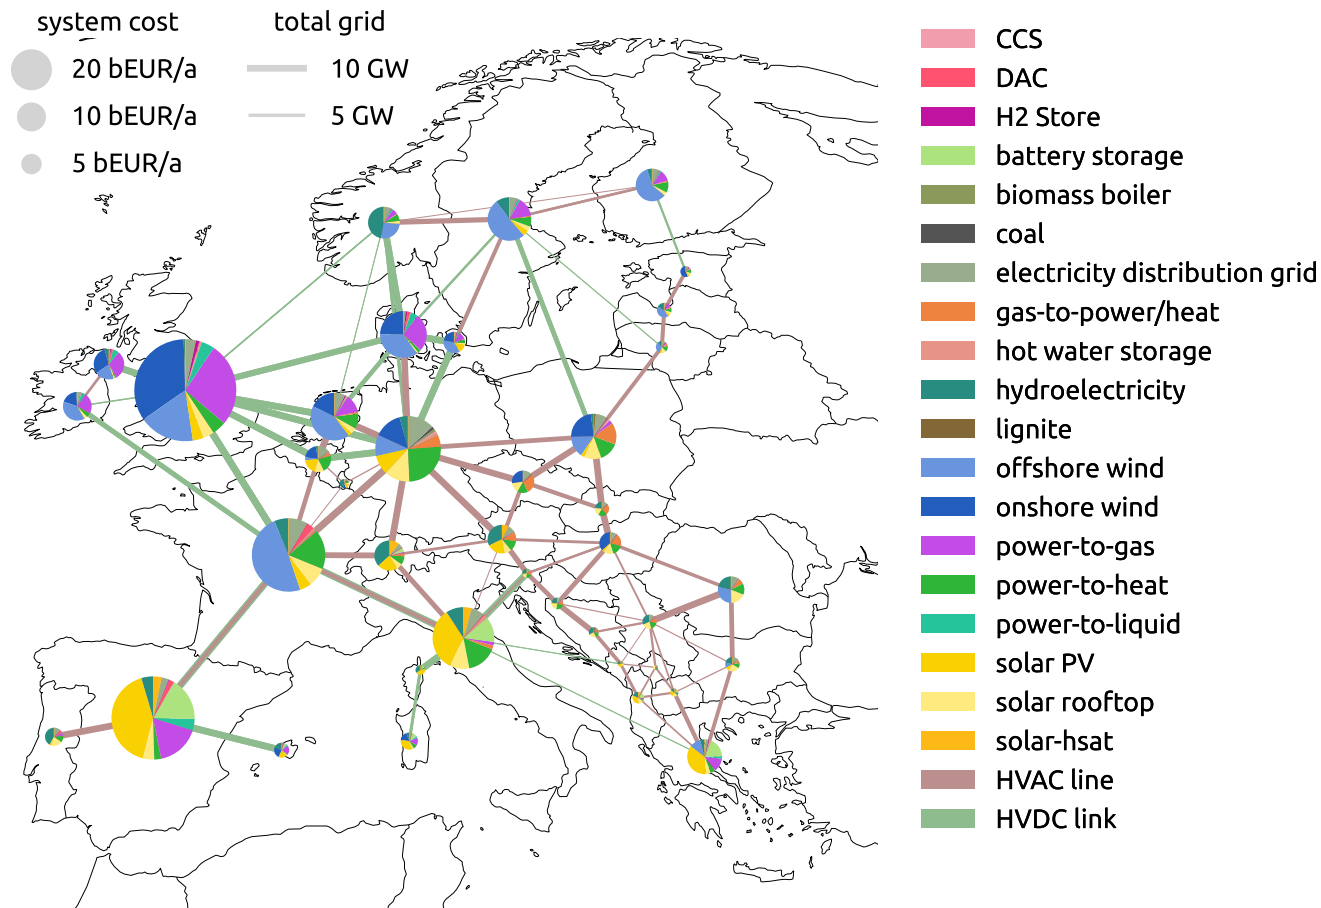 system cost
total grid
20 bEUR/a
10 GW
10 bEUR/a
5 GW
5 bEUR/a
CCS
DAC
H2 Store
battery storage
biomass boiler
coal
electricity distribution grid
gas-to-power/heat
hot water storage
hydroelectricity
lignite
offshore wind
onshore wind
power-to-gas
power-to-heat
power-to-liquid
solar PV
solar rooftop
solar-hsat
HVAC line
HVDC link